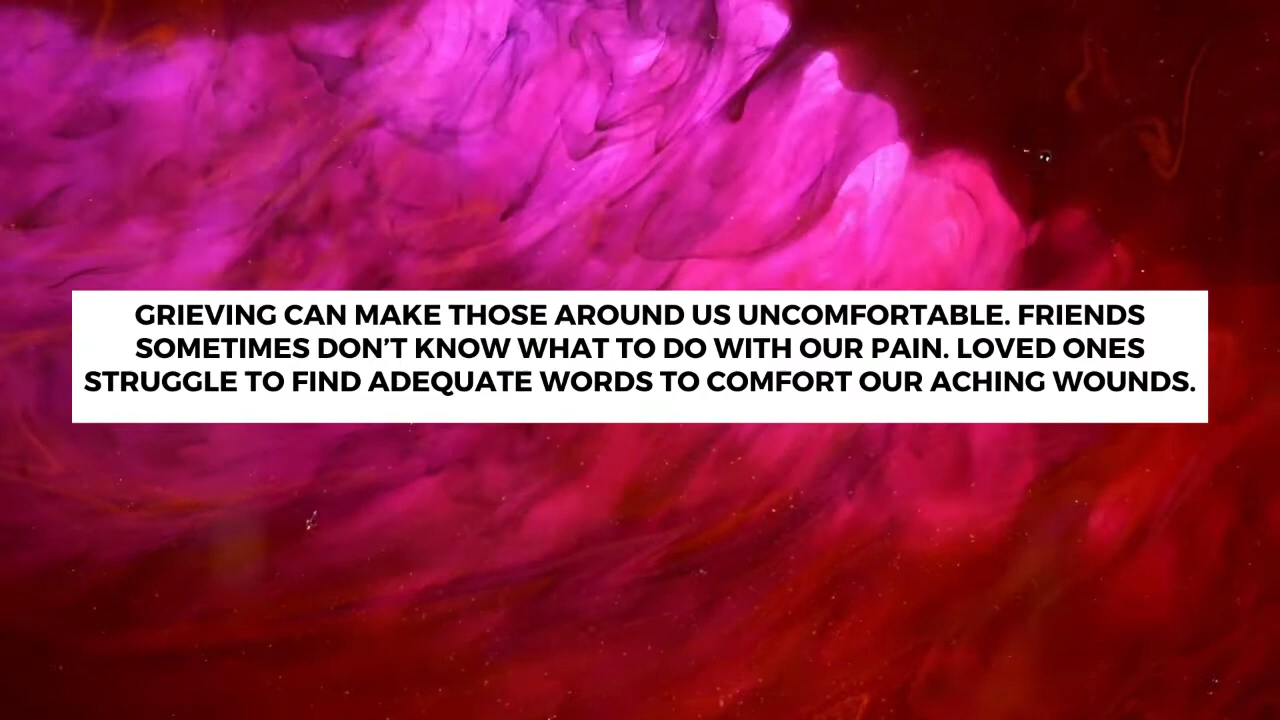 GRIEVING CAN MAKE THOSE AROUND US UNCOMFORTABLE. FRIENDS
SOMETIMES DON’T KNOW WHAT TO DO WITH OUR PAIN. LOVED ONES
STRUGGLE TO FIND ADEQUATE WORDS TO COMFORT OUR ACHING WOUNDS.